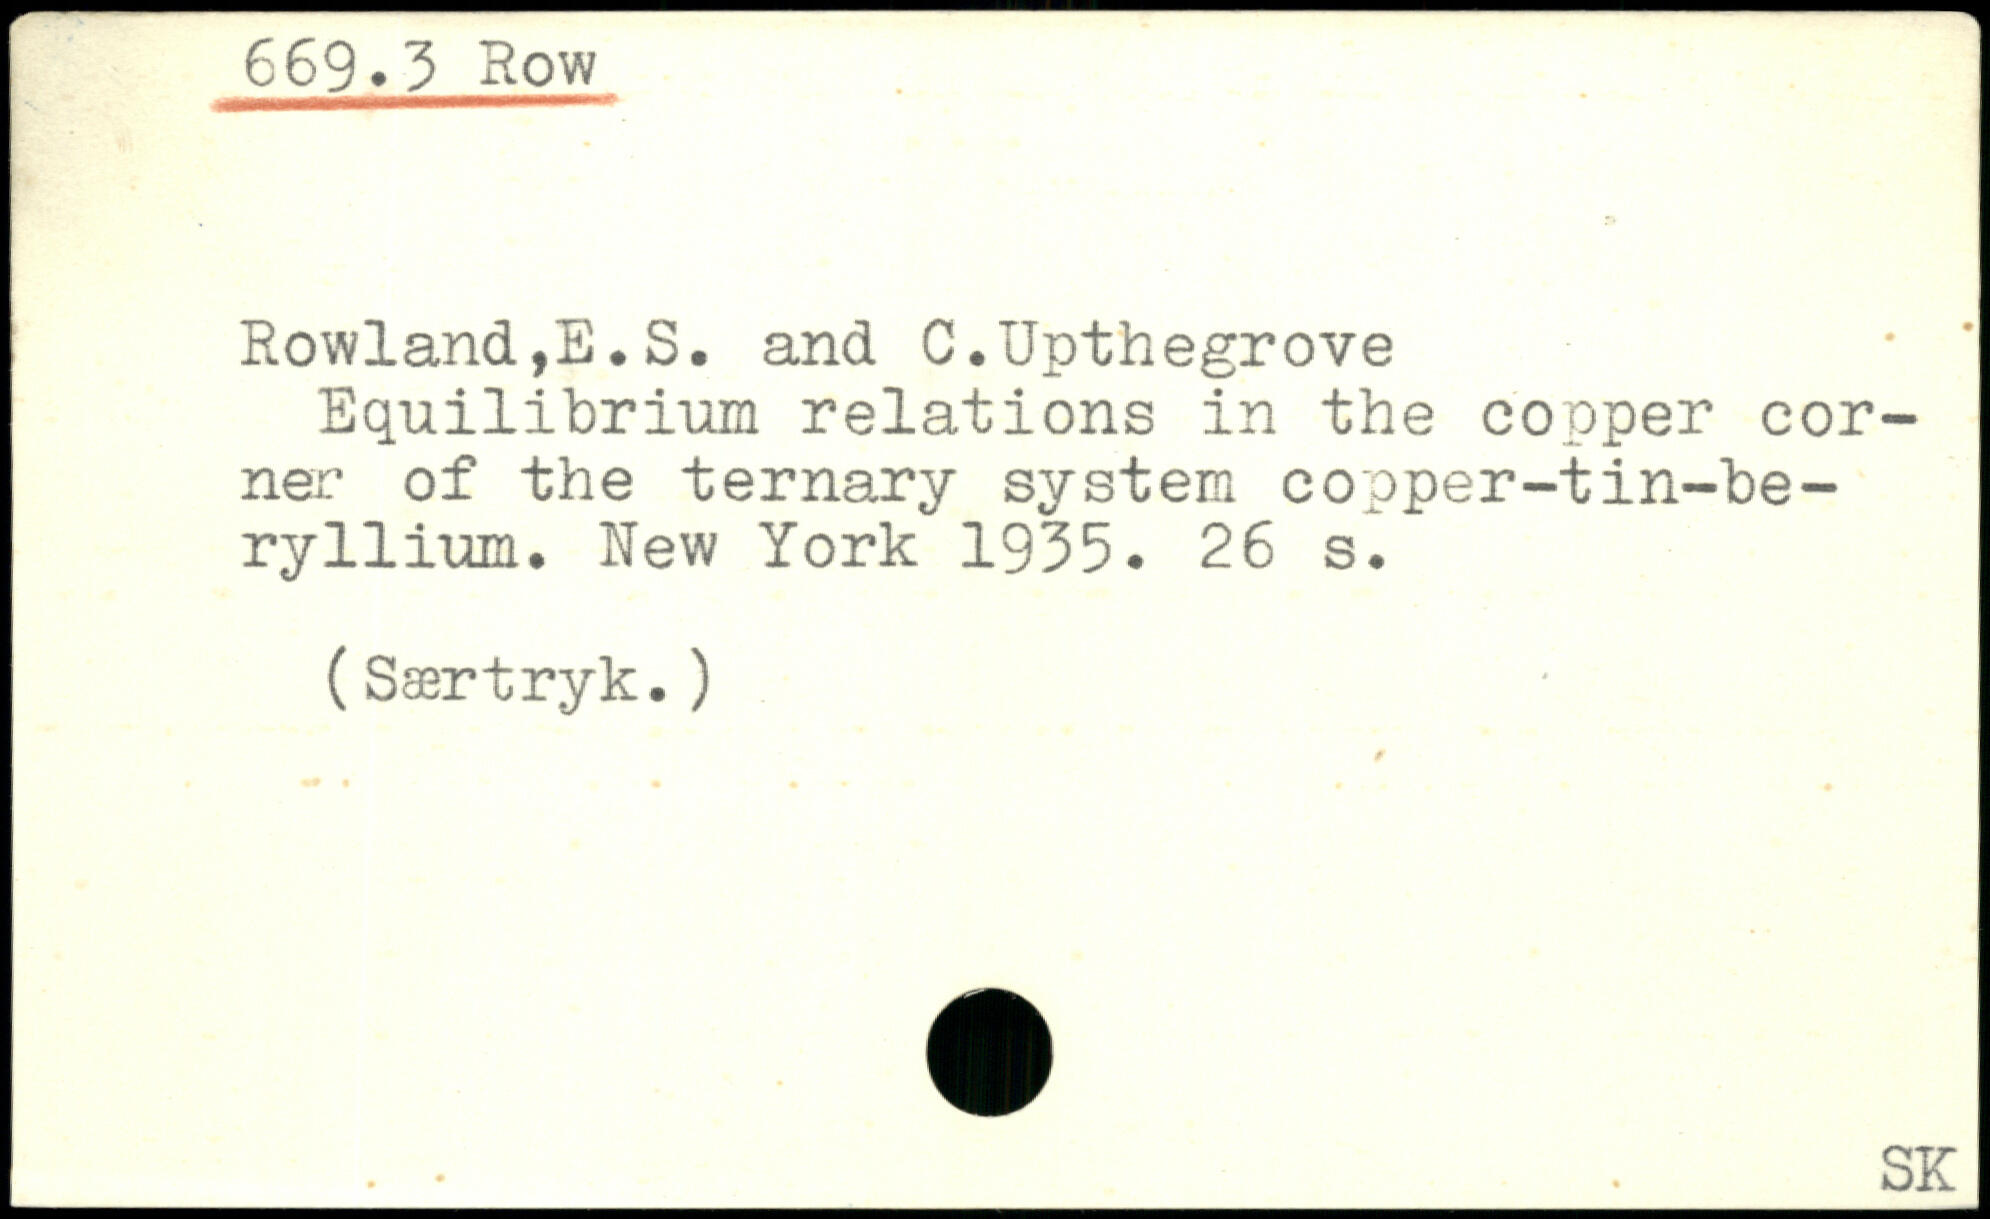 669.3 Row
Rowland,E.S. and C.Upthegrove
Equilibrium relations in the copper cor-
ner of the ternary system copper-tin-be-
ryllium. New York 1935. 26 s.
(Særtryk.)
SK